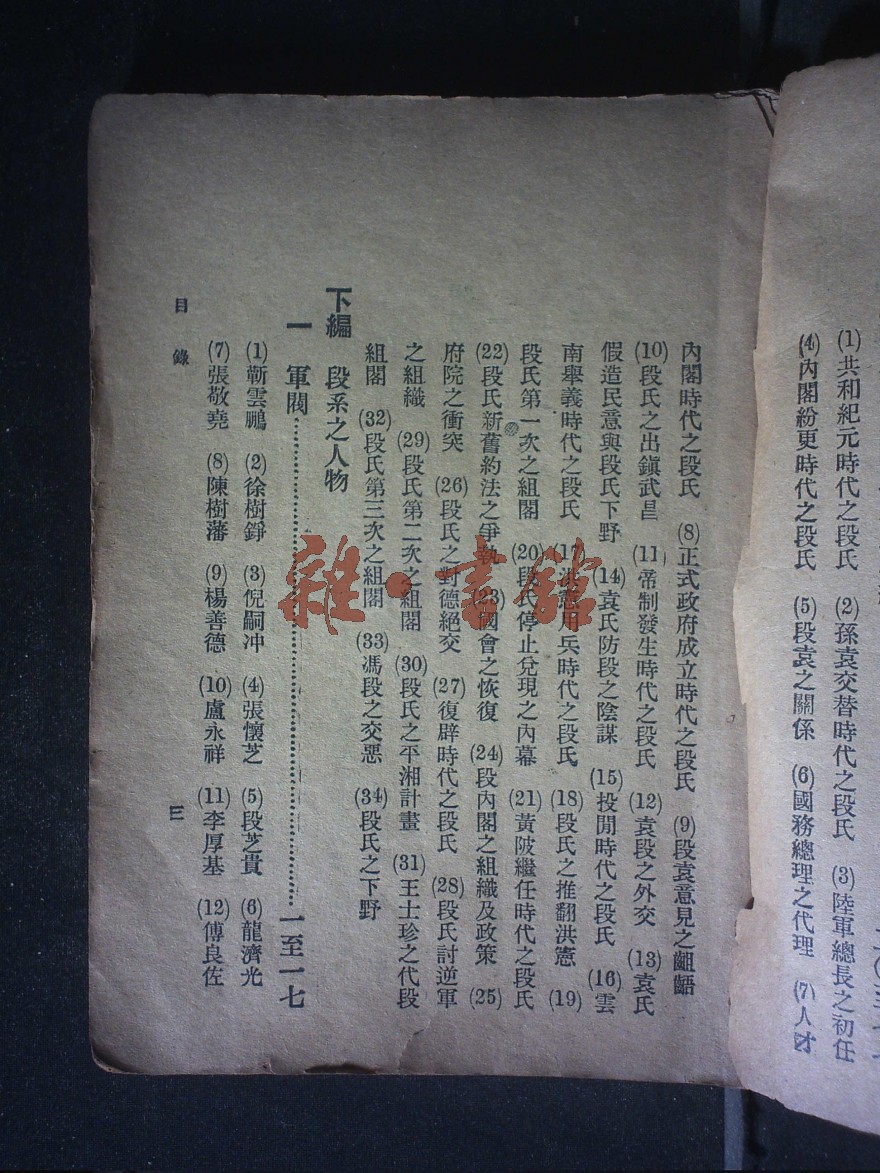 (1)共和紀元時代之段氏 (2)孫袁交替時代之段氏 (3)陸軍總長之初任
(4)內閣紛更時代之段氏 (5)段袁之關係 (6)國務總理之代理 (7)人才
內閣時代之段氏 (8)正式政府成立時代之段氏 (9)段袁意見之齟齬
(10)段氏之出鎭武昌 (11)帝制發生時代之段氏 (12)袁段之外交 (13)袁氏
假造民意與段氏下野 (14)袁氏防段之陰謀 (15)投閒時代之段氏 (16)雲
南舉義時代之段氏 (17)洪憲用兵時代之段氏 (18)段氏之推翻洪憲 (19)
段氏第一次之組閣 (20)段氏停止兌現之內幕 (21)黃陂繼任時代之段氏
(22)段氏新舊約法之爭執 (23)國會之恢復 (24)段內閣之組織及政策 (25)
府院之衝突 (26)段氏之對德絕交 (27)復辟時代之段氏 (28)段氏討逆軍
之組織 (29)段氏第二次之組閣 (30)段氏之平湘計畫 (31)王士珍之代段
組閣 (32)段氏第三次之組閣 (33)馮段之交惡 (34)段氏之下野
下編 段系之人物
一 軍閥……………………一至一七
(1)靳雲鵬 (2)徐樹錚 (3)倪嗣冲 (4)張懷芝 (5)段芝貴 (6)龍濟光
(7)張敬堯 (8)陳樹藩 (9)楊善德 (10)盧永祥 (11)李厚基 (12)傅良佐
目錄 三
雜·書館